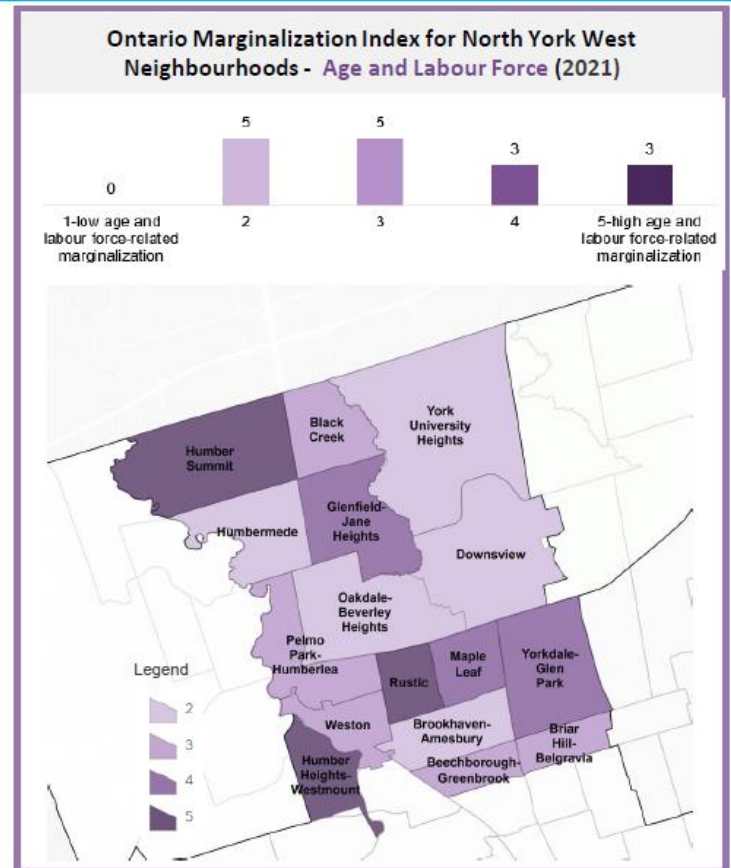 Ontario Marginalization Index for North York West
Neighbourhoods - Age and Labour Force (2021)
0
5
5
3
3
1-low age and
labour force-related
marginalization
2
3
4
5-high age and
labour force-related
marginalization
Humber
Summit
Black
Creek
York
University
Heights
Humbermede
Glenfield-
Jane
Heights
Downsview
Oakdale-
Beverley
Heights
Pelmo
Park-
Humberlea
Rustic
Maple
Leaf
Yorkdale-
Glen
Park
Weston
Brookhaven-
Amesbury
Briar
Hill-
Belgravia
Humber
Heights-
Westmount
Beechborough-
Greenbrook
Legend
2
3
4
5